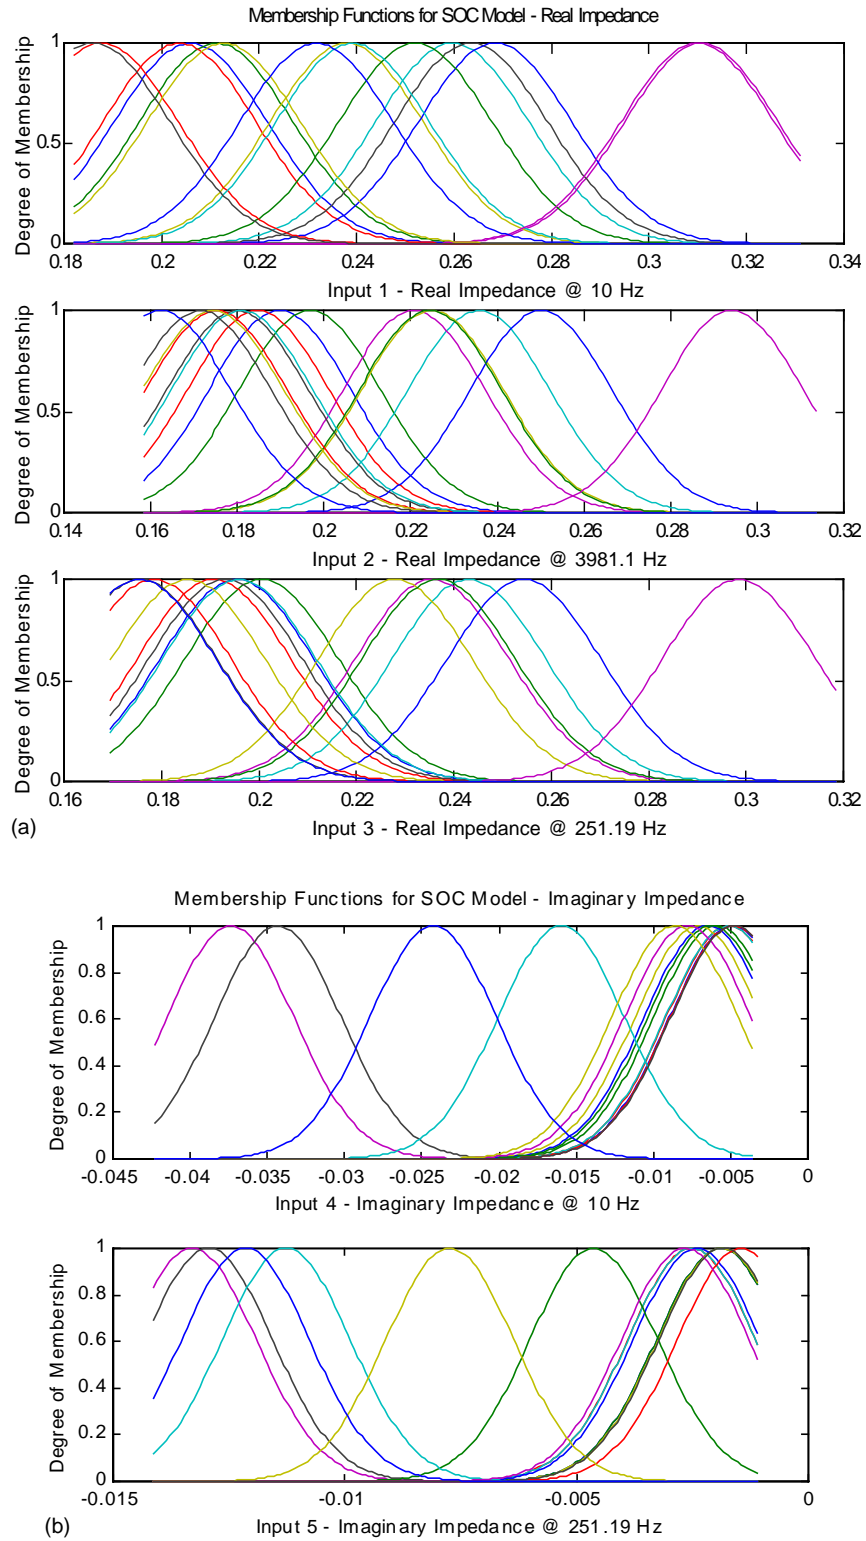 Membership Functions for SOC Model - Real Impedance
Degree of Membership
1
0.5
0
0.18 0.2 0.22 0.24 0.26 0.28 0.3 0.32 0.34
Input 1 - Real Impedance @ 10 Hz
Degree of Membership
1
0.5
0
0.14 0.16 0.18 0.2 0.22 0.24 0.26 0.28 0.3 0.32
Input 2 - Real Impedance @ 3981.1 Hz
Degree of Membership
1
0.5
0
0.16 0.18 0.2 0.22 0.24 0.26 0.28 0.3 0.32
(a) Input 3 - Real Impedance @ 251.19 Hz
Membership Functions for SOC Model - Imaginary Impedance
Degree of Membership
1
0.8
0.6
0.4
0.2
0
-0.045 -0.04 -0.035 -0.03 -0.025 -0.02 -0.015 -0.01 -0.005 0
Input 4 - Imaginary Impedance @ 10 Hz
Degree of Membership
1
0.8
0.6
0.4
0.2
0
-0.015 -0.01 -0.005 0
(b) Input 5 - Imaginary Impedance @ 251.19 Hz